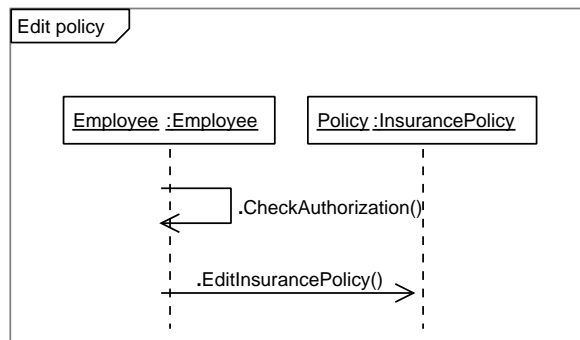 Edit policy
Employee :Employee
Policy :InsurancePolicy
.CheckAuthorization()
.EditInsurancePolicy()